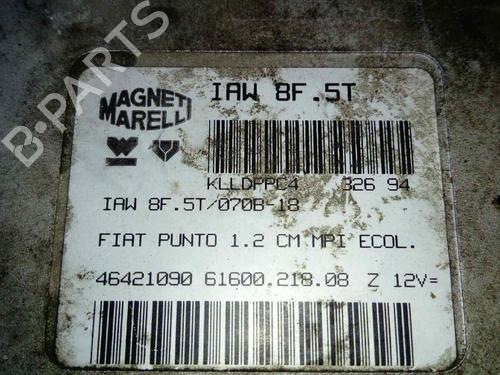 B-PARTS
MAGNETI
MARELLI
IAW 8F.5T
KLLDPPC4 326 94
IAW 8F.5T/070B-18
FIAT PUNTO 1.2 CM MPI ECOL.
46421090 61600.218.08 Z 12V=